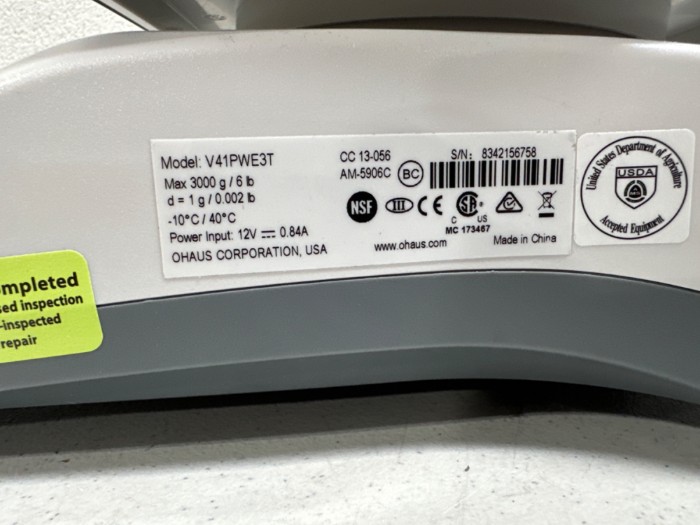 Model: V41PWE3T
Max 3000 g / 6 lb
d = 1 g / 0.002 lb
-10°C / 40°C
Power Input: 12V ⎓ 0.84A
OHAUS CORPORATION, USA
CC 13-056
AM-5906C
BC
S/N: 8342156758
NSF
III
CE
C US
MC 173467
www.ohaus.com
Made in China
United States Department of Agriculture
USDA
Accepted Equipment
mpleted
sed inspection
-inspected
repair